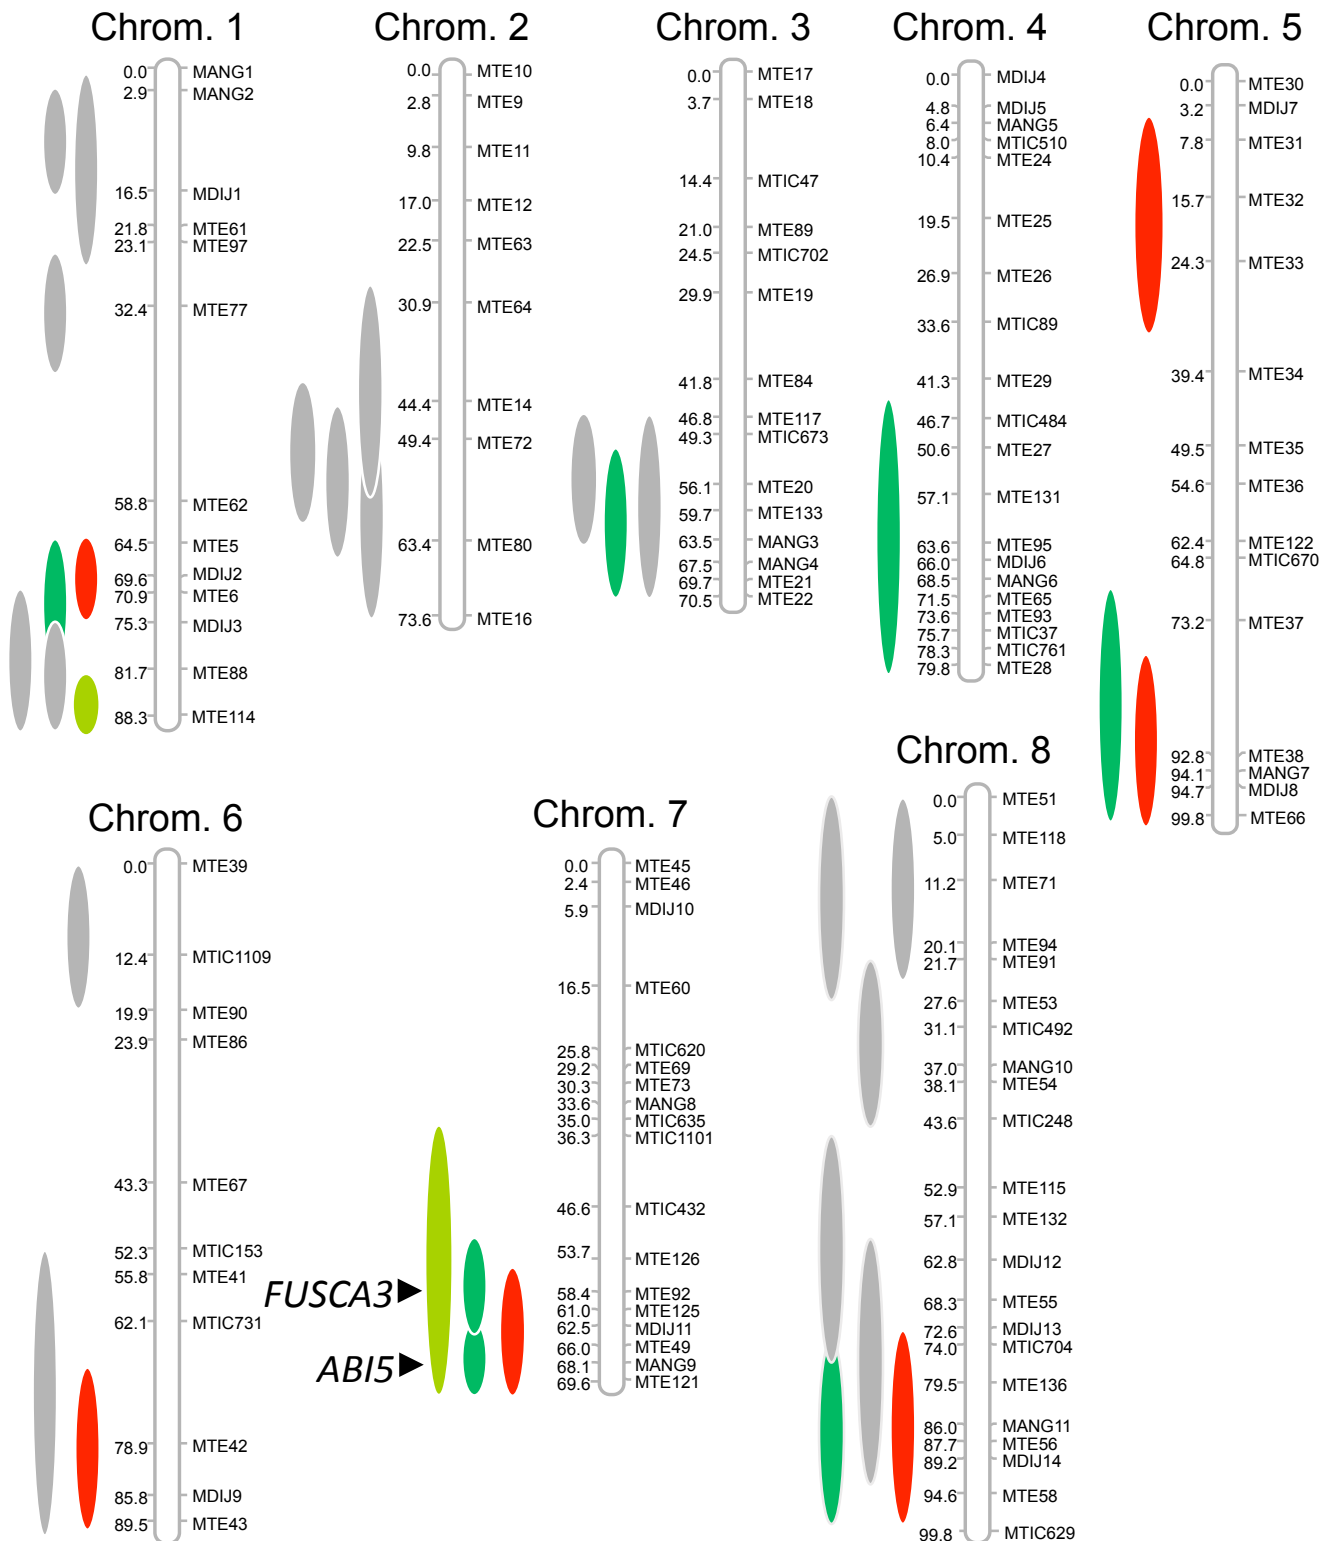 Chrom. 1
0.0 MANG1
2.9 MANG2
16.5 MDIJ1
21.8 MTE61
23.1 MTE97
32.4 MTE77
58.8 MTE62
64.5 MTE5
69.6 MDIJ2
70.9 MTE6
75.3 MDIJ3
81.7 MTE88
88.3 MTE114
Chrom. 2
0.0 MTE10
2.8 MTE9
9.8 MTE11
17.0 MTE12
22.5 MTE63
30.9 MTE64
44.4 MTE14
49.4 MTE72
63.4 MTE80
73.6 MTE16
Chrom. 3
0.0 MTE17
3.7 MTE18
14.4 MTIC47
21.0 MTE89
24.5 MTIC702
29.9 MTE19
41.8 MTE84
46.8 MTE117
49.3 MTIC673
56.1 MTE20
59.7 MTE133
63.5 MANG3
67.5 MANG4
69.7 MTE21
70.5 MTE22
Chrom. 4
0.0 MDIJ4
4.8 MDIJ5
6.4 MANG5
8.0 MTIC510
10.4 MTE24
19.5 MTE25
26.9 MTE26
33.6 MTIC89
41.3 MTE29
46.7 MTIC484
50.6 MTE27
57.1 MTE131
63.6 MTE95
66.0 MDIJ6
68.5 MANG6
71.5 MTE65
73.6 MTE93
75.7 MTIC37
78.3 MTIC761
79.8 MTE28
Chrom. 5
0.0 MTE30
3.2 MDIJ7
7.8 MTE31
15.7 MTE32
24.3 MTE33
39.4 MTE34
49.5 MTE35
54.6 MTE36
62.4 MTE122
64.8 MTIC670
73.2 MTE37
92.8 MTE38
94.1 MANG7
94.7 MDIJ8
99.8 MTE66
Chrom. 6
0.0 MTE39
12.4 MTIC1109
19.9 MTE90
23.9 MTE86
43.3 MTE67
52.3 MTIC153
55.8 MTE41
62.1 MTIC731
78.9 MTE42
85.8 MDIJ9
89.5 MTE43
Chrom. 7
0.0 MTE45
2.4 MTE46
5.9 MDIJ10
16.5 MTE60
25.8 MTIC620
29.2 MTE69
30.3 MTE73
33.6 MANG8
35.0 MTIC635
36.3 MTIC1101
46.6 MTIC432
53.7 MTE126
FUSCA3
58.4 MTE92
61.0 MTE125
62.5 MDIJ11
66.0 MTE49
ABI5
68.1 MANG9
69.6 MTE121
Chrom. 8
0.0 MTE51
5.0 MTE118
11.2 MTE71
20.1 MTE94
21.7 MTE91
27.6 MTE53
31.1 MTIC492
37.0 MANG10
38.1 MTE54
43.6 MTIC248
52.9 MTE115
57.1 MTE132
62.8 MDIJ12
68.3 MTE55
72.6 MDIJ13
74.0 MTIC704
79.5 MTE136
86.0 MANG11
87.7 MTE56
89.2 MDIJ14
94.6 MTE58
99.8 MTIC629